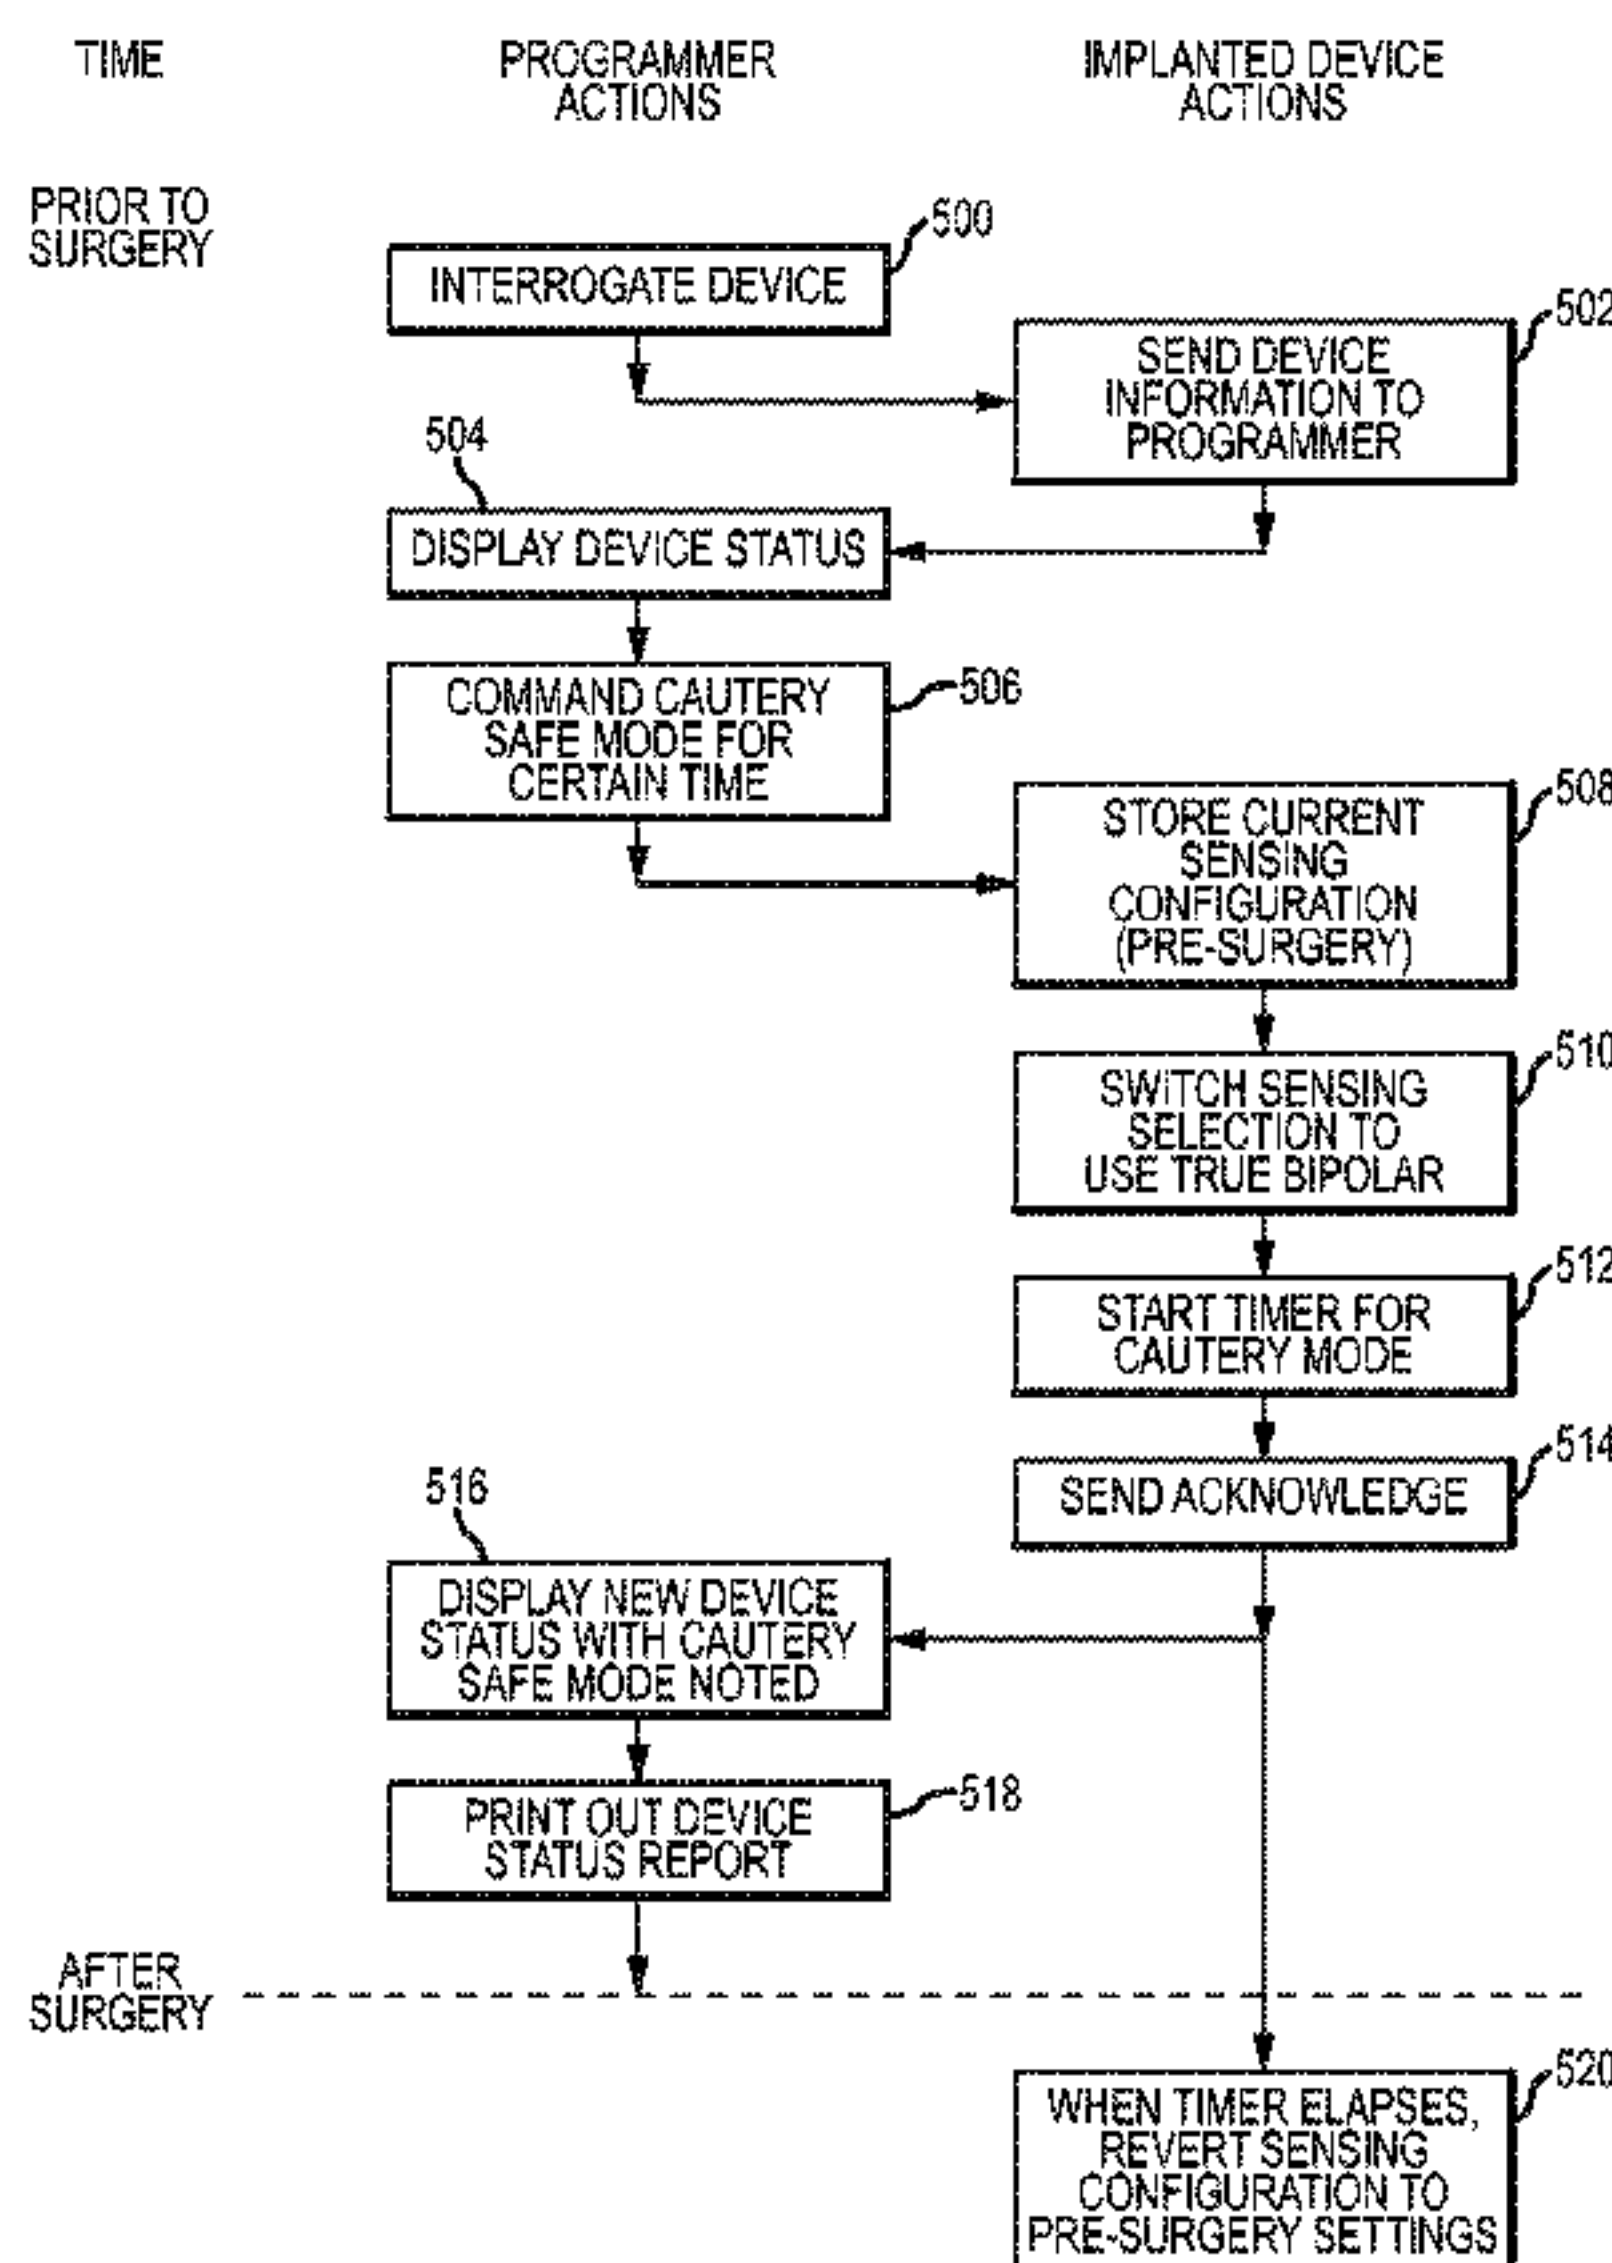 TIME
PROGRAMMER
ACTIONS
IMPLANTED DEVICE
ACTIONS
PRIOR TO
SURGERY
500
INTERROGATE DEVICE
502
SEND DEVICE
INFORMATION TO
PROGRAMMER
504
DISPLAY DEVICE STATUS
506
COMMAND CAUTERY
SAFE MODE FOR
CERTAIN TIME
508
STORE CURRENT
SENSING
CONFIGURATION
(PRE-SURGERY)
510
SWITCH SENSING
SELECTION TO
USE TRUE BIPOLAR
512
START TIMER FOR
CAUTERY MODE
514
SEND ACKNOWLEDGE
516
DISPLAY NEW DEVICE
STATUS WITH CAUTERY
SAFE MODE NOTED
518
PRINT OUT DEVICE
STATUS REPORT
AFTER
SURGERY
520
WHEN TIMER ELAPSES,
REVERT SENSING
CONFIGURATION TO
PRE-SURGERY SETTINGS